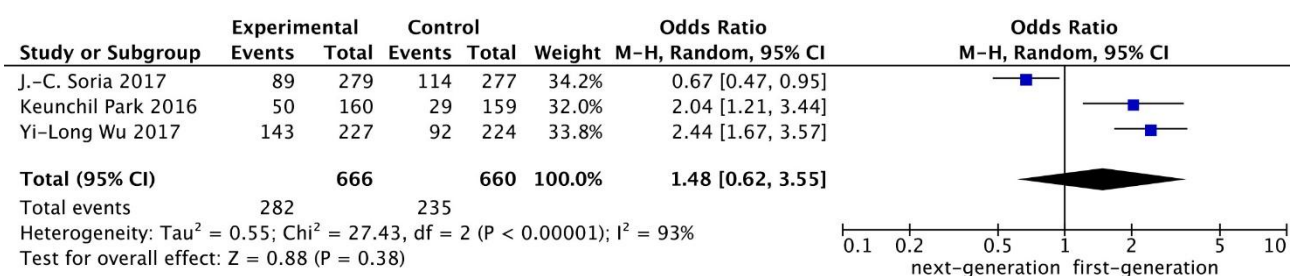 Experimental Control Odds Ratio Odds Ratio
Study or Subgroup Events Total Events Total Weight M-H, Random, 95% CI M-H, Random, 95% CI
J.-C. Soria 2017 89 279 114 277 34.2% 0.67 [0.47, 0.95]
Keunchil Park 2016 50 160 29 159 32.0% 2.04 [1.21, 3.44]
Yi-Long Wu 2017 143 227 92 224 33.8% 2.44 [1.67, 3.57]
Total (95% CI) 666 660 100.0% 1.48 [0.62, 3.55]
Total events 282 235
Heterogeneity: Tau² = 0.55; Chi² = 27.43, df = 2 (P < 0.00001); I² = 93%
Test for overall effect: Z = 0.88 (P = 0.38)
0.1 0.2 0.5 1 2 5 10
next-generation first-generation